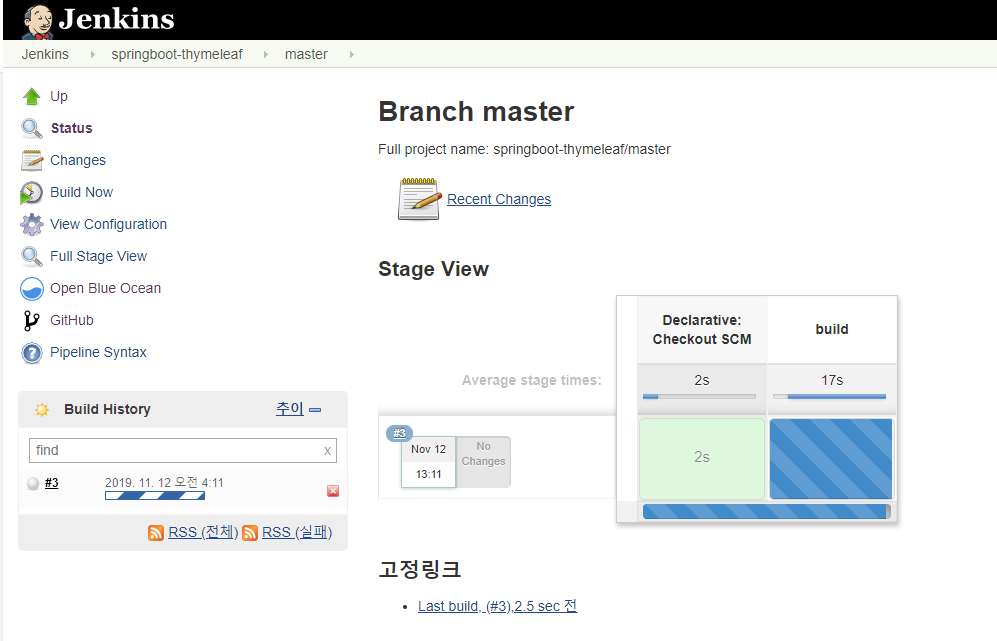 Jenkins
Jenkins
springboot-thymeleaf
master
Up
Status
Changes
Build Now
View Configuration
Full Stage View
Open Blue Ocean
GitHub
Pipeline Syntax
Build History
추이
find
x
#3
2019. 11. 12 오전 4:11
RSS (전체)
RSS (실패)
Branch master
Full project name: springboot-thymeleaf/master
Recent Changes
Stage View
Declarative:
Checkout SCM
build
Average stage times:
2s
17s
#3
Nov 12
13:11
No
Changes
2s
고정링크
Last build, (#3),2.5 sec 전